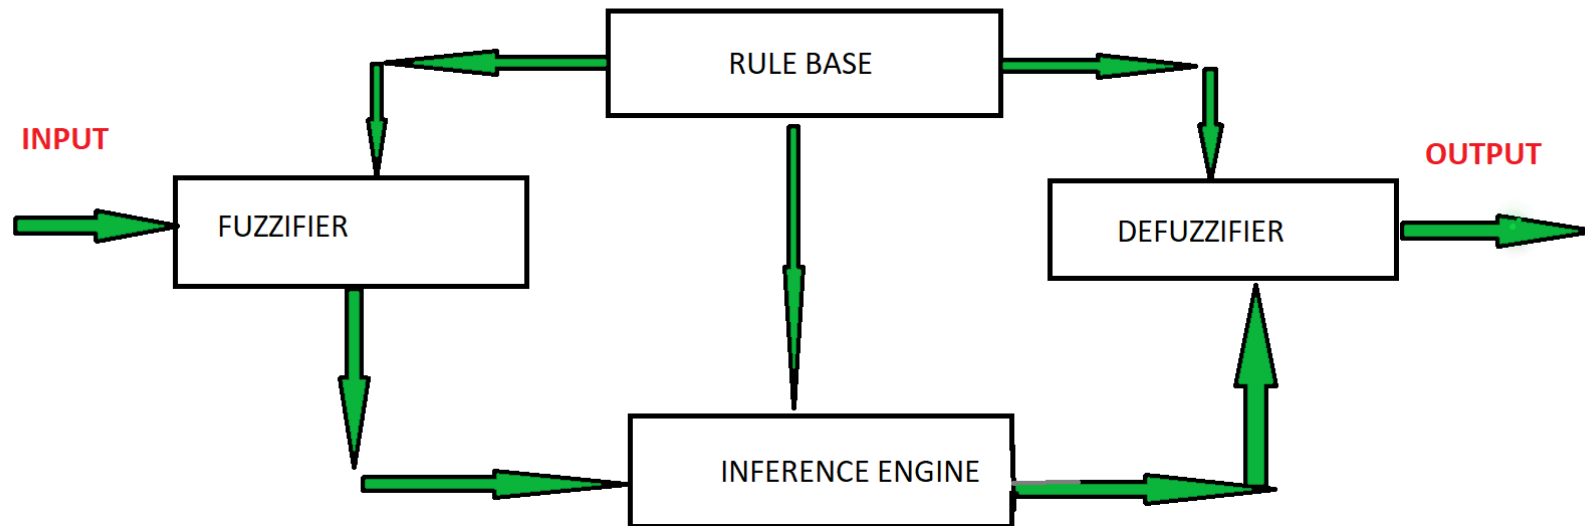 RULE BASE
INPUT
OUTPUT
FUZZIFIER
DEFUZZIFIER
INFERENCE ENGINE